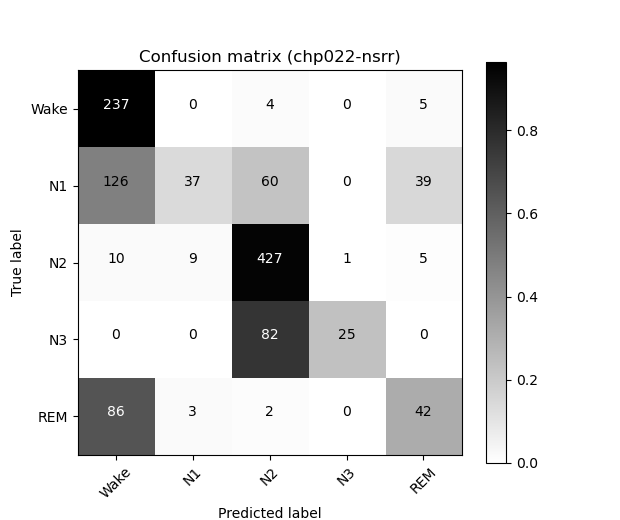 Confusion matrix (chp022-nsrr)
True label
Wake 237 0 4 0 5
N1 126 37 60 0 39
N2 10 9 427 1 5
N3 0 0 82 25 0
REM 86 3 2 0 42
Wake N1 N2 N3 REM
Predicted label
0.8
0.6
0.4
0.2
0.0